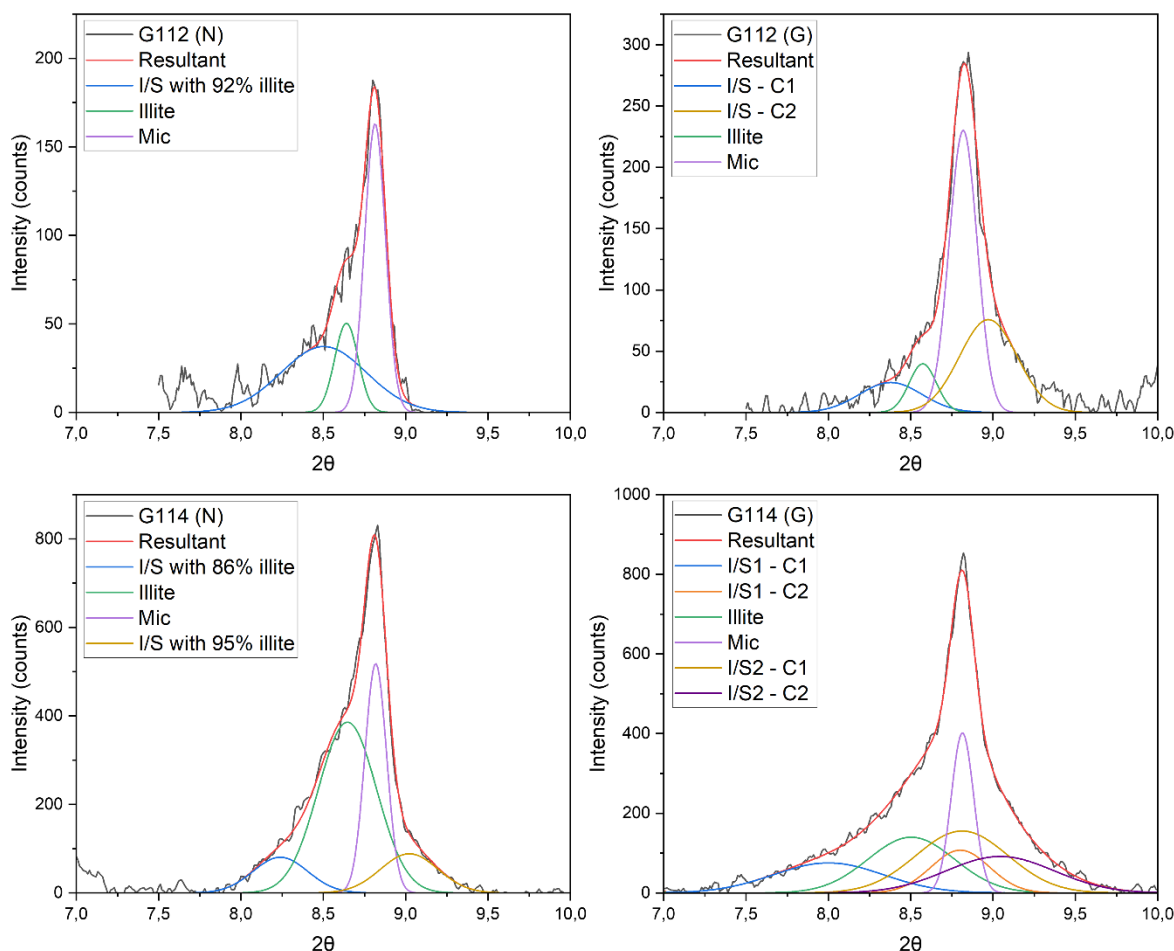 G112 (N)
Resultant
I/S with 92% illite
Illite
Mic
Intensity (counts)
200
150
100
50
0
7,0 7,5 8,0 8,5 9,0 9,5 10,0
2θ
G112 (G)
Resultant
I/S - C1
I/S - C2
Illite
Mic
Intensity (counts)
300
250
200
150
100
50
0
7,0 7,5 8,0 8,5 9,0 9,5 10,0
2θ
G114 (N)
Resultant
I/S with 86% illite
Illite
Mic
I/S with 95% illite
Intensity (counts)
800
600
400
200
0
7,0 7,5 8,0 8,5 9,0 9,5 10,0
2θ
G114 (G)
Resultant
I/S1 - C1
I/S1 - C2
Illite
Mic
I/S2 - C1
I/S2 - C2
Intensity (counts)
1000
800
600
400
200
0
7,0 7,5 8,0 8,5 9,0 9,5 10,0
2θ